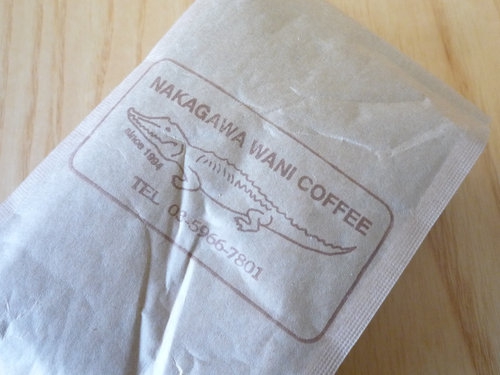 NAKAGAWA WANI COFFEE
since 1994
TEL 03-5966-7801